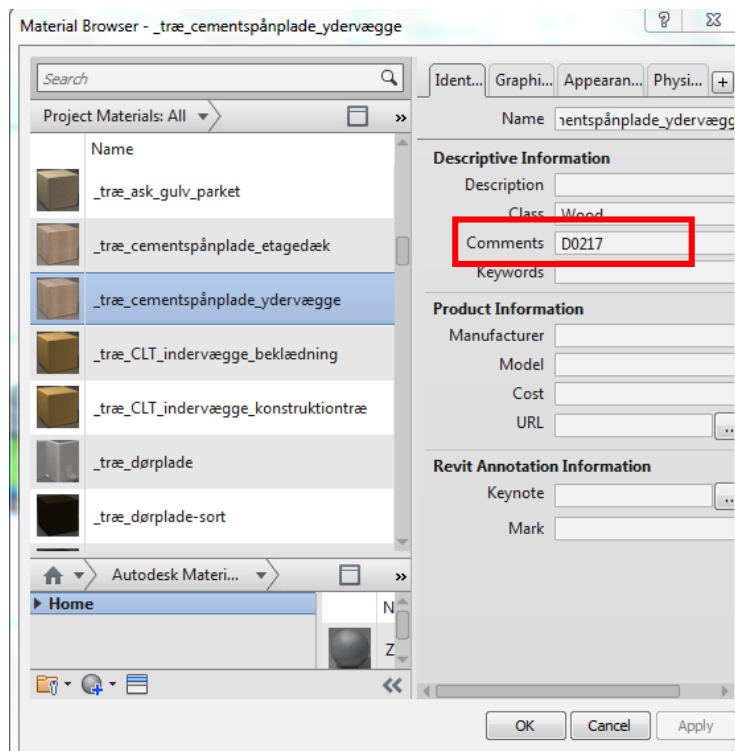 Material Browser - _træ_cementspånplade_ydervægge
Search
Project Materials: All
Name
_træ_ask_gulv_parket
_træ_cementspånplade_etagedæk
_træ_cementspånplade_ydervægge
_træ_CLT_indervægge_beklædning
_træ_CLT_indervægge_konstruktiontræ
_træ_dørplade
_træ_dørplade-sort
Autodesk Materi...
Home
N
Z
Ident... Graphi... Appearan... Physi... +
Name nentspånplade_ydervægg
Descriptive Information
Description
Class Wood
Comments D0217
Keywords
Product Information
Manufacturer
Model
Cost
URL ..
Revit Annotation Information
Keynote ..
Mark
OK Cancel Apply